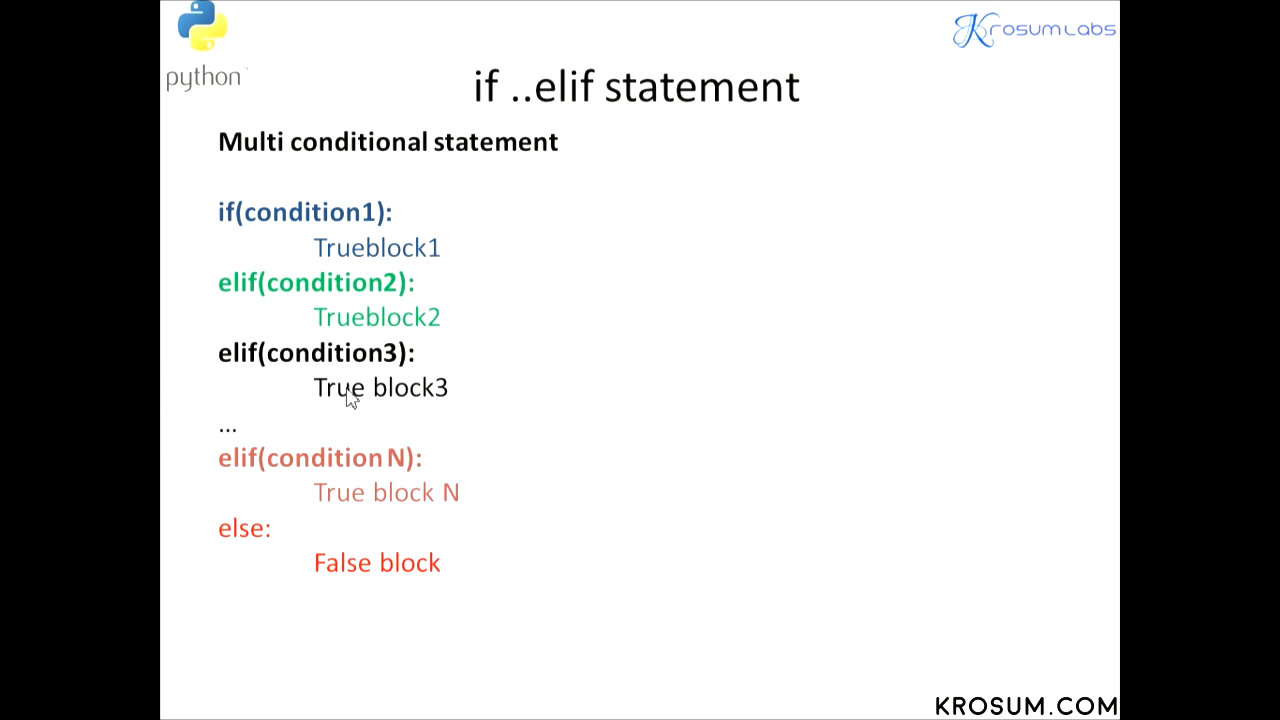 python
KrosumLabs
if ..elif statement
Multi conditional statement
if(condition1):
Trueblock1
elif(condition2):
Trueblock2
elif(condition3):
True block3
...
elif(condition N):
True block N
else:
False block
KROSUM.COM